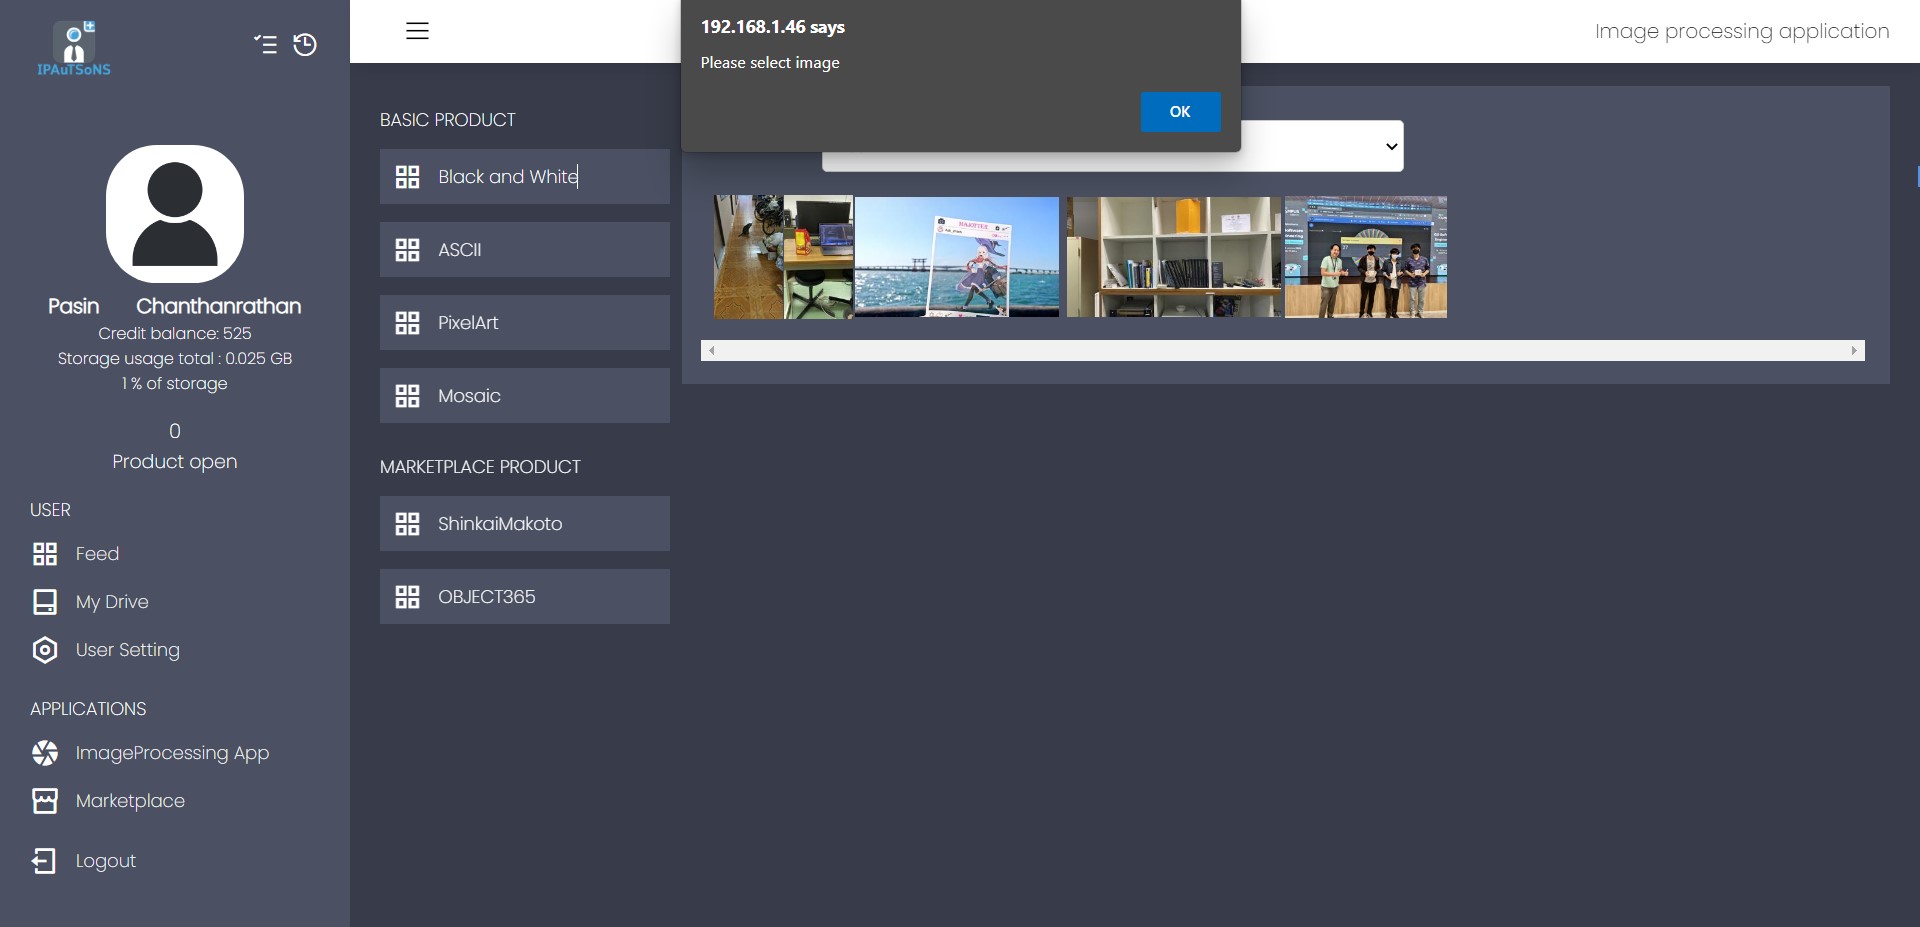 IPAuTSoNS
Pasin Chanthanrathan
Credit balance: 525
Storage usage total : 0.025 GB
1 % of storage
0
Product open
USER
Feed
My Drive
User Setting
APPLICATIONS
ImageProcessing App
Marketplace
Logout
192.168.1.46 says
Please select image
OK
Image processing application
BASIC PRODUCT
Black and White
ASCII
PixelArt
Mosaic
MARKETPLACE PRODUCT
ShinkaiMakoto
OBJECT365